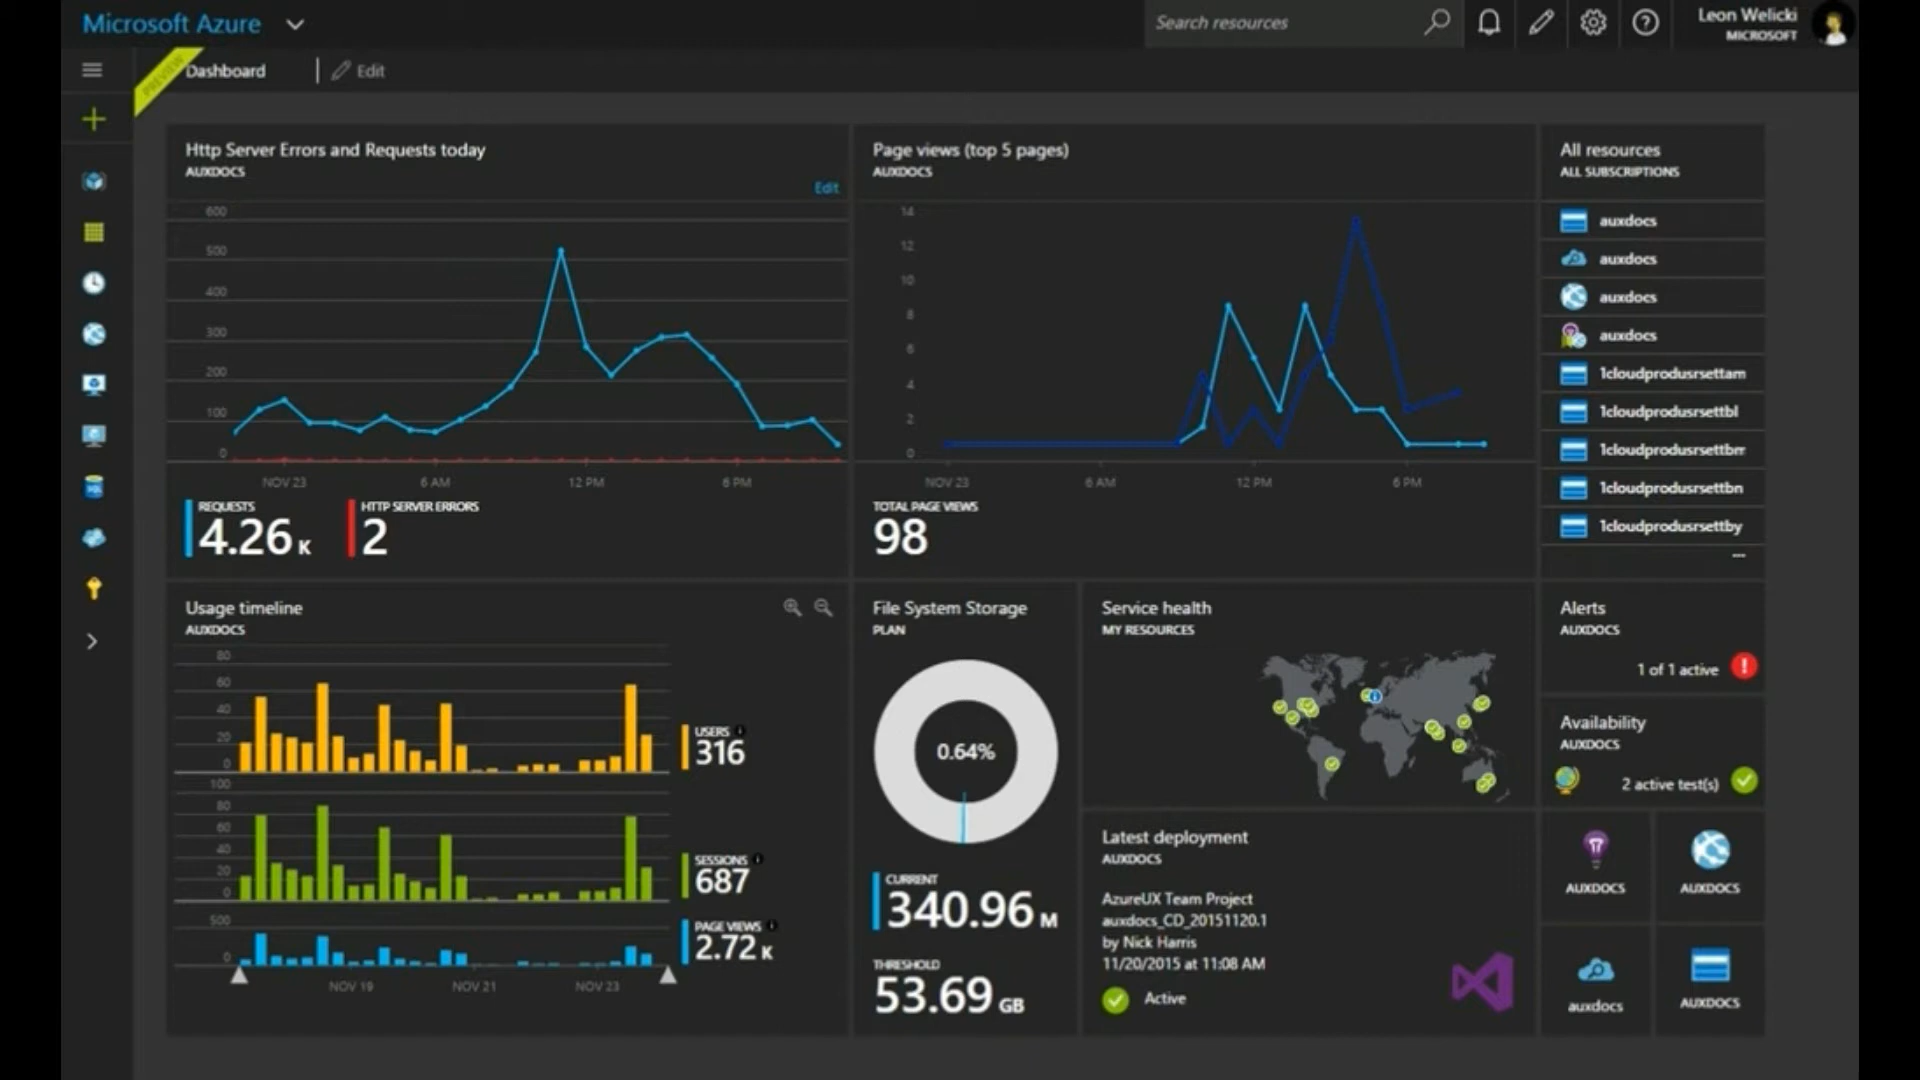 Microsoft Azure
Search resources
Leon Welicki
MICROSOFT
PREVIEW
Dashboard
Edit
Http Server Errors and Requests today
AUXDOCS
Edit
600
500
400
300
200
100
0
NOV 23
6 AM
12 PM
6 PM
REQUESTS
4.26 K
HTTP SERVER ERRORS
2
Page views (top 5 pages)
AUXDOCS
14
12
10
8
6
4
2
0
NOV 23
6 AM
12 PM
6 PM
TOTAL PAGE VIEWS
98
All resources
ALL SUBSCRIPTIONS
auxdocs
auxdocs
auxdocs
auxdocs
1cloudprodusrsettam
1cloudprodusrsettbl
1cloudprodusrsettbm
1cloudprodusrsettbn
1cloudprodusrsettby
...
Usage timeline
AUXDOCS
80
60
40
20
0
USERS
316
100
80
60
40
20
0
SESSIONS
687
500
0
PAGE VIEWS
2.72 K
NOV 19
NOV 21
NOV 23
File System Storage
PLAN
0.64%
CURRENT
340.96 M
THRESHOLD
53.69 GB
Service health
MY RESOURCES
Latest deployment
AUXDOCS
AzureUX Team Project
auxdocs_CD_20151120.1
by Nick Harris
11/20/2015 at 11:08 AM
Active
Alerts
AUXDOCS
1 of 1 active
Availability
AUXDOCS
2 active test(s)
AUXDOCS
AUXDOCS
auxdocs
AUXDOCS